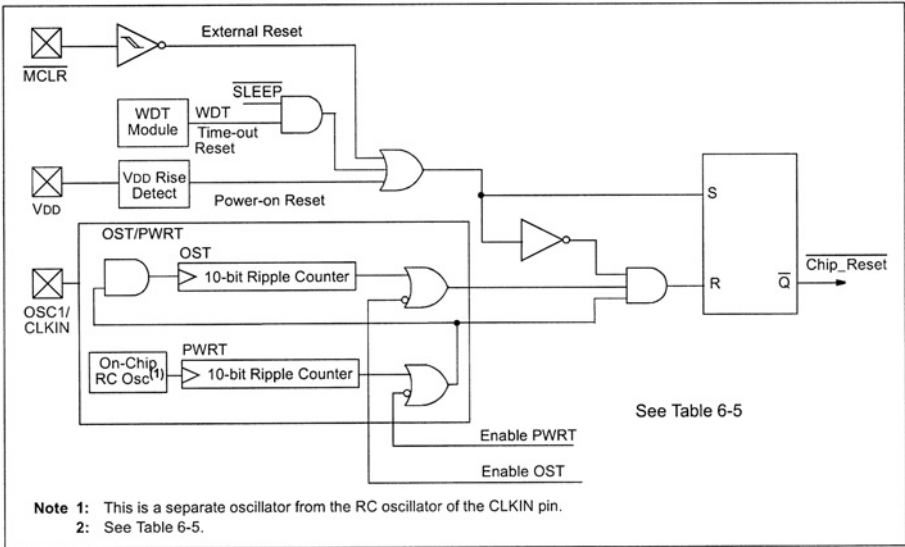 External Reset
MCLR
SLEEP
WDT
Module
WDT
Time-out
Reset
VDD Rise
Detect
VDD
Power-on Reset
S
OST/PWRT
OST
10-bit Ripple Counter
Chip_Reset
R
Q
OSC1/
CLKIN
PWRT
On-Chip
RC Osc(1)
10-bit Ripple Counter
See Table 6-5
Enable PWRT
Enable OST
Note 1: This is a separate oscillator from the RC oscillator of the CLKIN pin.
2: See Table 6-5.